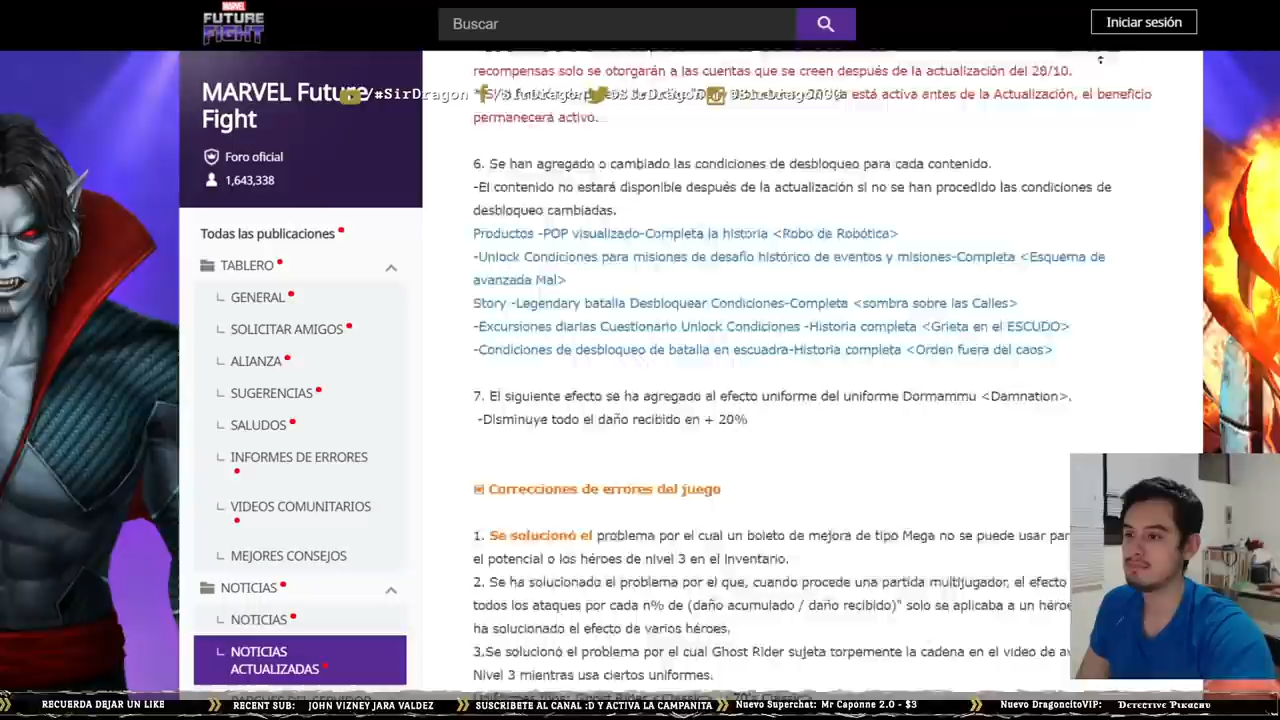 MARVEL
FUTURE
FIGHT
Buscar
Iniciar sesión
MARVEL Future
Fight
Foro oficial
1,643,338
Todas las publicaciones
TABLERO
GENERAL
SOLICITAR AMIGOS
ALIANZA
SUGERENCIAS
SALUDOS
INFORMES DE ERRORES
VIDEOS COMUNITARIOS
MEJORES CONSEJOS
NOTICIAS
NOTICIAS
NOTICIAS
ACTUALIZADAS
/#SirDragon
recompensas solo se otorgarán a las cuentas que se creen después de la actualización del 28/10.
está activa antes de la Actualización, el beneficio
permanecerá activo.
6. Se han agregado o cambiado las condiciones de desbloqueo para cada contenido.
-El contenido no estará disponible después de la actualización si no se han procedido las condiciones de
desbloqueo cambiadas.
Productos -POP visualizado-Completa la historia <Robo de Robótica>
-Unlock Condiciones para misiones de desafío histórico de eventos y misiones-Completa <Esquema de
avanzada Mal>
Story -Legendary batalla Desbloquear Condiciones-Completa <sombra sobre las Calles>
-Excursiones diarias Cuestionario Unlock Condiciones -Historia completa <Grieta en el ESCUDO>
-Condiciones de desbloqueo de batalla en escuadra-Historia completa <Orden fuera del caos>
7. El siguiente efecto se ha agregado al efecto uniforme del uniforme Dormammu <Damnation>.
-Disminuye todo el daño recibido en + 20%
▣ Correcciones de errores del juego
1. Se solucionó el problema por el cual un boleto de mejora de tipo Mega no se puede usar par
el potencial o los héroes de nivel 3 en el Inventario.
2. Se ha solucionado el problema por el que, cuando procede una partida multijugador, el efecto
todos los ataques por cada n% de (daño acumulado / daño recibido)" solo se aplicaba a un héroe
ha solucionado el efecto de varios héroes.
3.Se solucionó el problema por el cual Ghost Rider sujeta torpemente la cadena en el video de av
Nivel 3 mientras usa ciertos uniformes.
RECUERDA DEJAR UN LIKE
RECENT SUB: JOHN VIZNEY JARA VALDEZ
SUSCRIBETE AL CANAL :D Y ACTIVA LA CAMPANITA
Nuevo Superchat: Mr Caponne 2.0 - $3
Nuevo DragoncitoVIP: Detective Pikachu